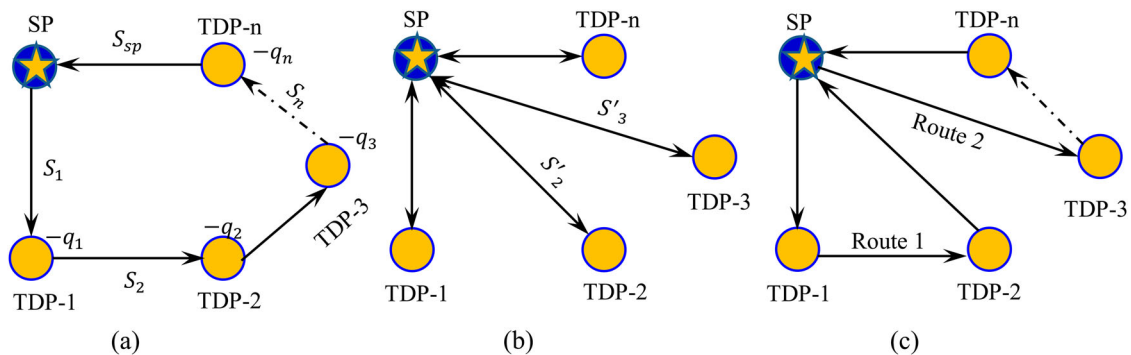 SP
TDP-n
S_sp
−q_n
S_n
−q_3
S_1
TDP-3
−q_1
−q_2
S_2
TDP-1
TDP-2
(a)
SP
TDP-n
S'_3
S'_2
TDP-3
TDP-1
TDP-2
(b)
SP
TDP-n
Route 2
TDP-3
Route 1
TDP-1
TDP-2
(c)